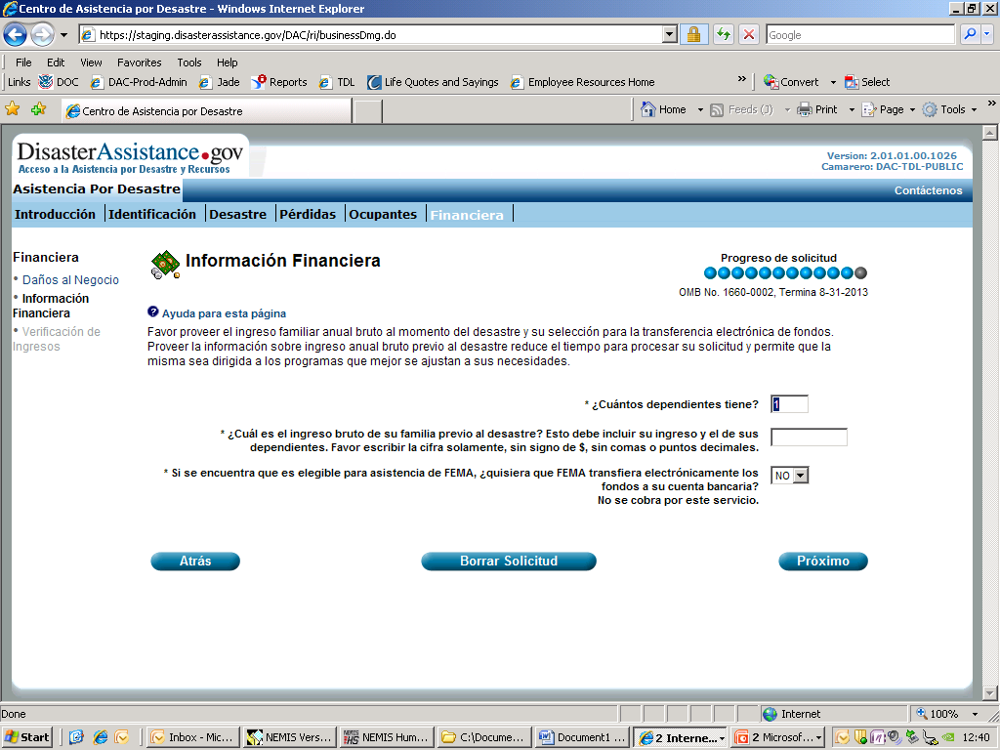 Centro de Asistencia por Desastre - Windows Internet Explorer
https://staging.disasterassistance.gov/DAC/ri/businessDmg.do
Google
File Edit View Favorites Tools Help
Links DOC DAC-Prod-Admin Jade Reports TDL Life Quotes and Sayings Employee Resources Home » Convert Select
Centro de Asistencia por Desastre
Home Feeds (J) Print Page Tools »
DisasterAssistance.gov
Acceso a la Asistencia por Desastre y Recursos
Version: 2.01.01.00.1026
Camarero: DAC-TDL-PUBLIC
Asistencia Por Desastre
Contáctenos
Introducción Identificación Desastre Pérdidas Ocupantes Financiera
Financiera
• Daños al Negocio
• Información
Financiera
• Verificación de
Ingresos
Información Financiera
Progreso de solicitud
OMB No. 1660-0002, Termina 8-31-2013
? Ayuda para esta página
Favor proveer el ingreso familiar anual bruto al momento del desastre y su selección para la transferencia electrónica de fondos.
Proveer la información sobre ingreso anual bruto previo al desastre reduce el tiempo para procesar su solicitud y permite que la
misma sea dirigida a los programas que mejor se ajustan a sus necesidades.
* ¿Cuántos dependientes tiene? 1
* ¿Cuál es el ingreso bruto de su familia previo al desastre? Esto debe incluir su ingreso y el de sus
dependientes. Favor escribir la cifra solamente, sin signo de $, sin comas o puntos decimales.
* Si se encuentra que es elegible para asistencia de FEMA, ¿quisiera que FEMA transfiera electrónicamente los
fondos a su cuenta bancaria?
No se cobra por este servicio.
NO
Atrás Borrar Solicitud Próximo
Done Internet 100%
Start Inbox - Mic... NEMIS Vers... NEMIS Hum... C:\Docume... Document1 ... 2 Interne... 2 Microsof... 12:40